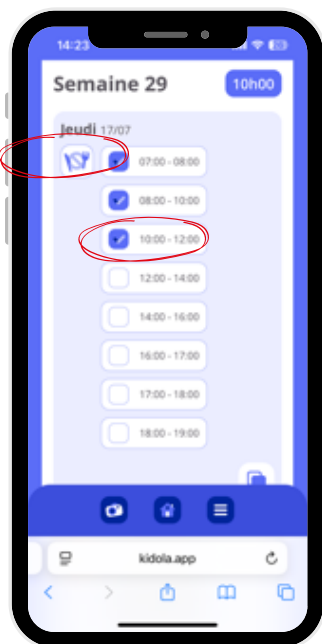 14:23
Semaine 29
10h00
Jeudi 17/07
07:00 - 08:00
08:00 - 10:00
10:00 - 12:00
12:00 - 14:00
14:00 - 16:00
16:00 - 17:00
17:00 - 18:00
18:00 - 19:00
kidola.app